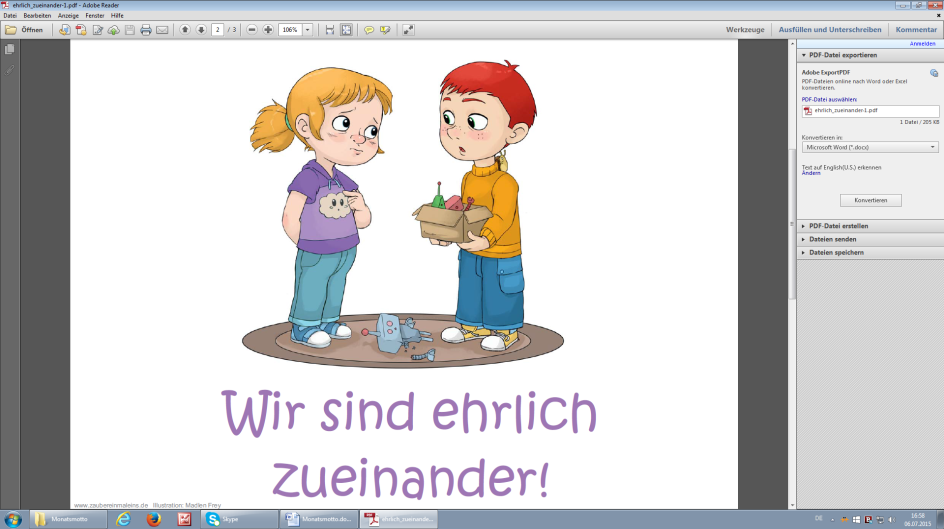 ehrlich_zueinander-1.pdf - Adobe Reader
Datei Bearbeiten Anzeige Fenster Hilfe
Öffnen 2 / 3 106% Werkzeuge Ausfüllen und Unterschreiben Kommentar
Anmelden
PDF-Datei exportieren
Adobe ExportPDF
PDF-Dateien online nach Word oder Excel
konvertieren.
PDF-Datei auswählen:
ehrlich_zueinander-1.pdf
1 Datei / 205 KB
Konvertieren in:
Microsoft Word (*.docx)
Text auf English(U.S.) erkennen
Ändern
Konvertieren
PDF-Datei erstellen
Dateien senden
Dateien speichern
Wir sind ehrlich
zueinander!
www.zaubereinmaleins.de Illustration: Madlen Frey
Monatsmotto Skype Monatsmotto.do... ehrlich_zueinande...
DE 16:58
06.07.2015